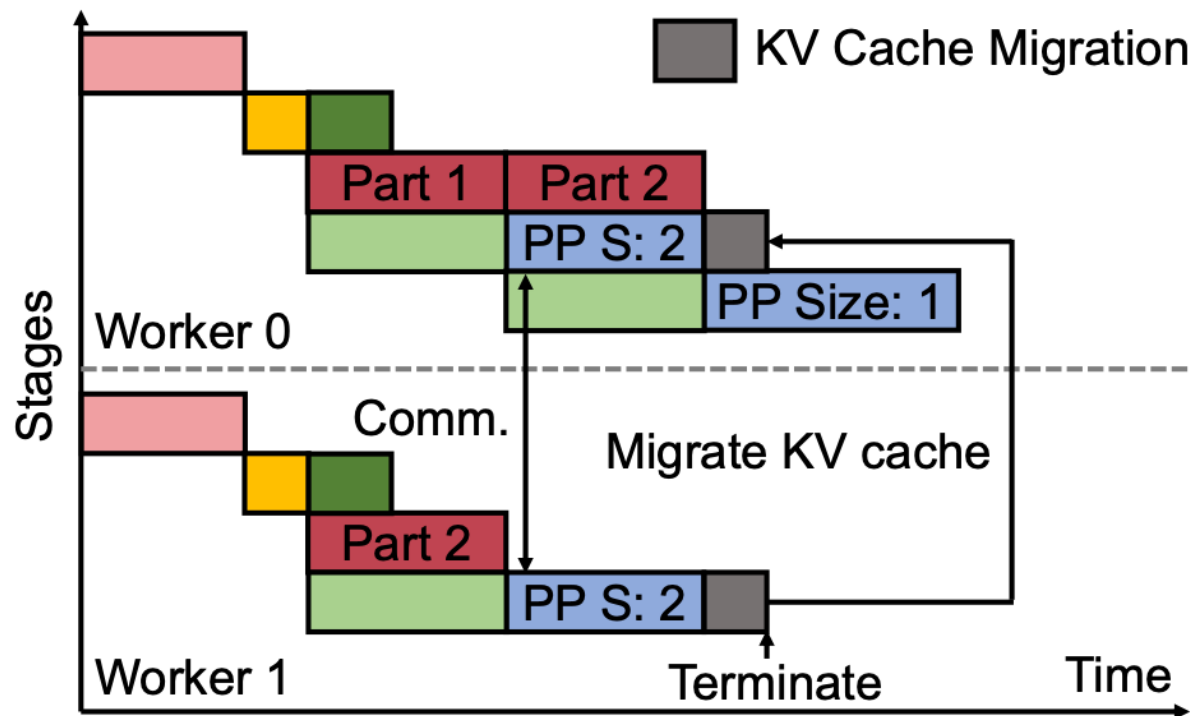 KV Cache Migration
Part 1
Part 2
PP S: 2
PP Size: 1
Worker 0
Stages
Comm.
Migrate KV cache
Part 2
PP S: 2
Worker 1
Terminate
Time